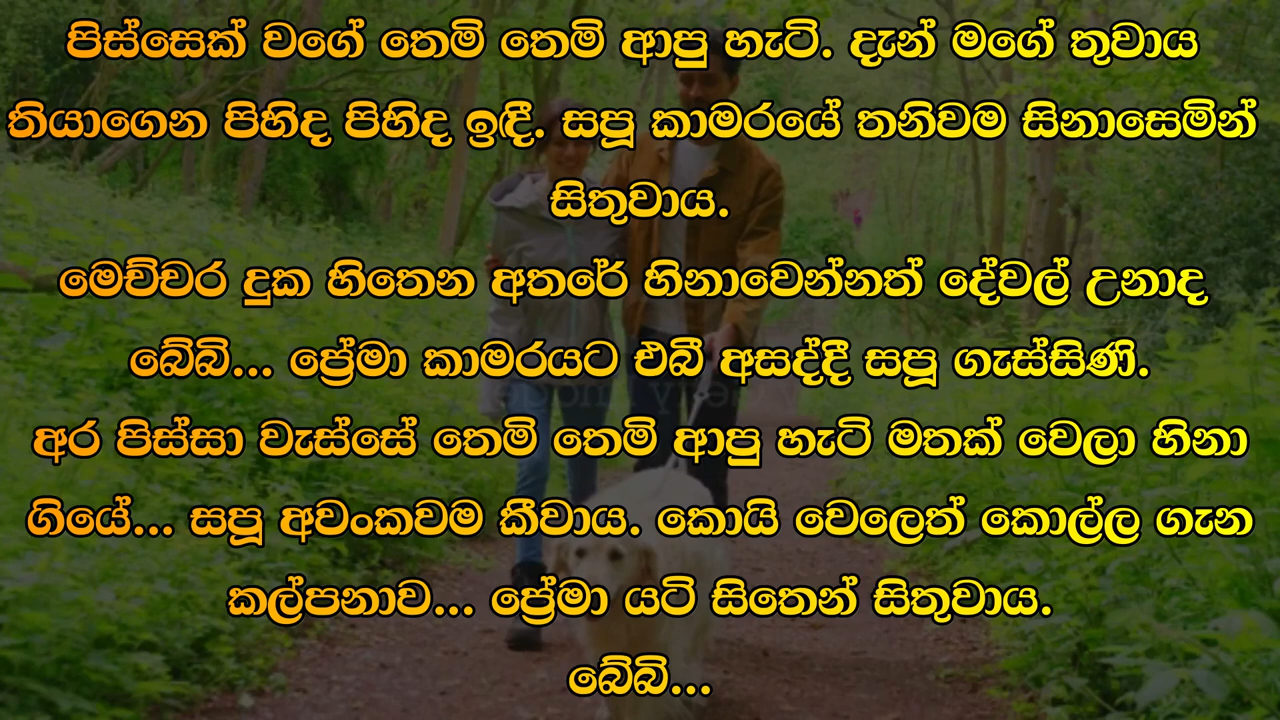 පිස්සෙක් වගේ තෙමි තෙමි ආපු හැටි. දැන් මගේ තුවාය
තියාගෙන පිහිද පිහිද ඉඳී. සපූ කාමරයේ තනිවම සිනාසෙමින්
සිතුවාය.
මෙච්චර දුක හිතෙන අතරේ හිනාවෙන්නත් දේවල් උනාද
බේබි... ප්‍රේමා කාමරයට එබී අසද්දී සපූ ගැස්සිණි.
අර පිස්සා වැස්සේ තෙමි තෙමි ආපු හැටි මතක් වෙලා හිනා
ගියේ... සපූ අවංකවම කීවාය. කොයි වෙලෙත් කොල්ල ගැන
කල්පනාව... ප්‍රේමා යටි සිතෙන් සිතුවාය.
බේබි...